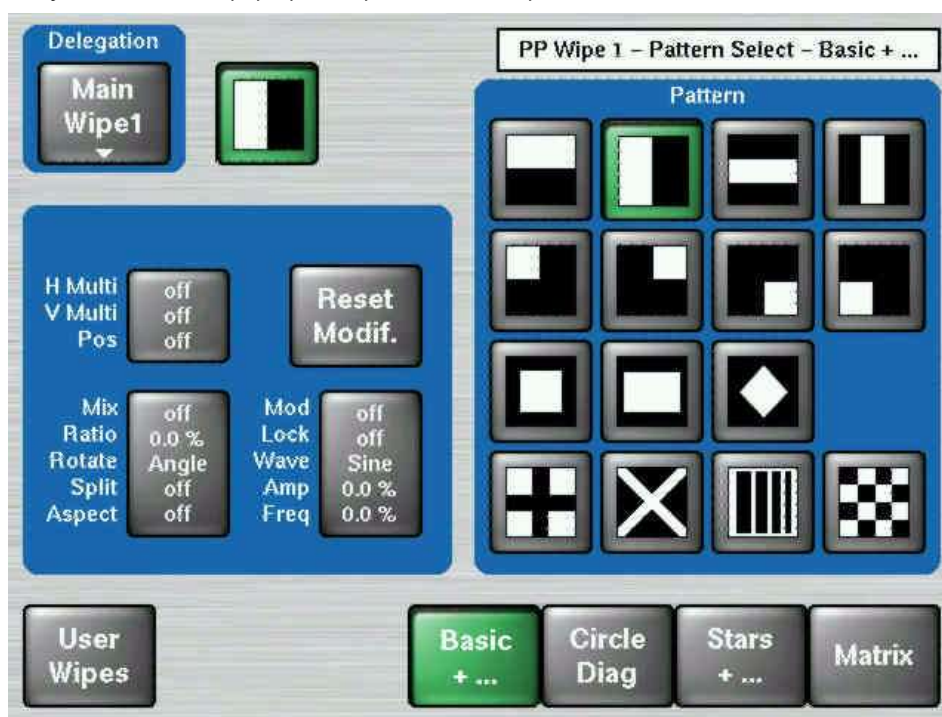 Delegation
Main
Wipe1
PP Wipe 1 – Pattern Select – Basic + ...
Pattern
H Multi off
V Multi off
Pos off
Reset
Modif.
Mix off
Ratio 0.0 %
Rotate Angle
Split off
Aspect off
Mod off
Lock off
Wave Sine
Amp 0.0 %
Freq 0.0 %
User
Wipes
Basic
+ ...
Circle
Diag
Stars
+ ...
Matrix